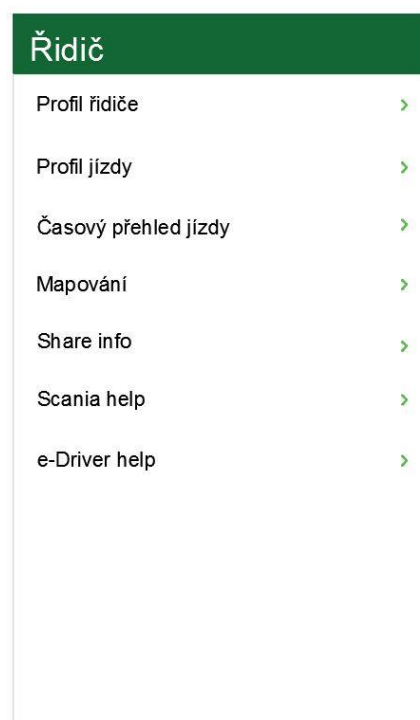 Řidič
Profil řidiče
Profil jízdy
Časový přehled jízdy
Mapování
Share info
Scania help
e-Driver help